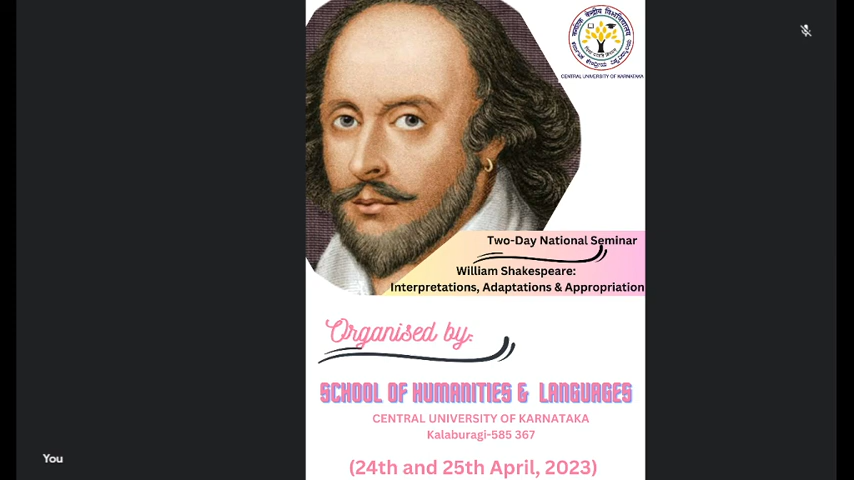 CENTRAL UNIVERSITY OF KARNATAKA
Two-Day National Seminar
William Shakespeare:
Interpretations, Adaptations & Appropriation
Organised by:
SCHOOL OF HUMANITIES & LANGUAGES
CENTRAL UNIVERSITY OF KARNATAKA
Kalaburagi-585 367
(24th and 25th April, 2023)
You